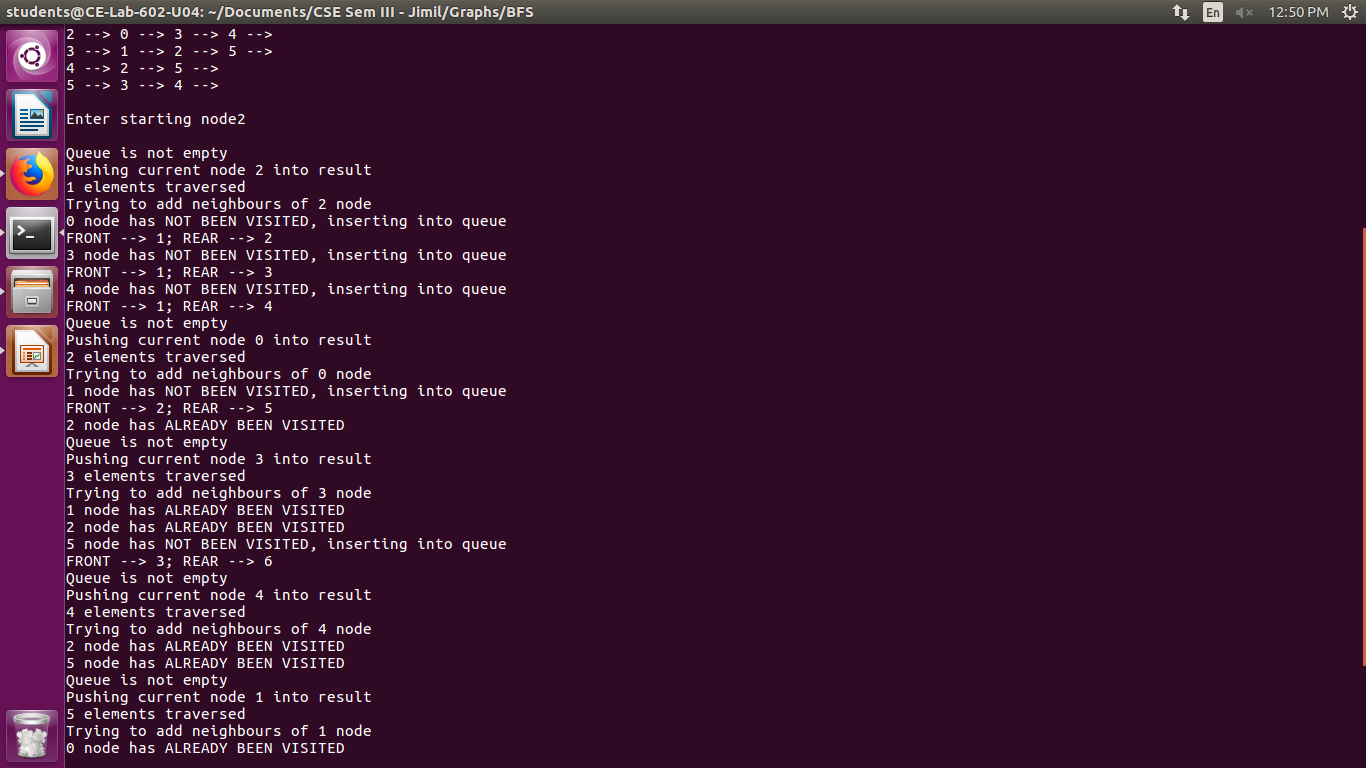 students@CE-Lab-602-U04: ~/Documents/CSE Sem III - Jimil/Graphs/BFS
En
12:50 PM
2 --> 0 --> 3 --> 4 -->
3 --> 1 --> 2 --> 5 -->
4 --> 2 --> 5 -->
5 --> 3 --> 4 -->
Enter starting node2
Queue is not empty
Pushing current node 2 into result
1 elements traversed
Trying to add neighbours of 2 node
0 node has NOT BEEN VISITED, inserting into queue
FRONT --> 1; REAR --> 2
3 node has NOT BEEN VISITED, inserting into queue
FRONT --> 1; REAR --> 3
4 node has NOT BEEN VISITED, inserting into queue
FRONT --> 1; REAR --> 4
Queue is not empty
Pushing current node 0 into result
2 elements traversed
Trying to add neighbours of 0 node
1 node has NOT BEEN VISITED, inserting into queue
FRONT --> 2; REAR --> 5
2 node has ALREADY BEEN VISITED
Queue is not empty
Pushing current node 3 into result
3 elements traversed
Trying to add neighbours of 3 node
1 node has ALREADY BEEN VISITED
2 node has ALREADY BEEN VISITED
5 node has NOT BEEN VISITED, inserting into queue
FRONT --> 3; REAR --> 6
Queue is not empty
Pushing current node 4 into result
4 elements traversed
Trying to add neighbours of 4 node
2 node has ALREADY BEEN VISITED
5 node has ALREADY BEEN VISITED
Queue is not empty
Pushing current node 1 into result
5 elements traversed
Trying to add neighbours of 1 node
0 node has ALREADY BEEN VISITED